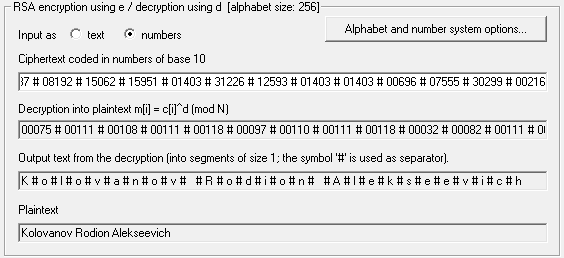 RSA encryption using e / decryption using d [alphabet size: 256]
Input as text numbers Alphabet and number system options...
Ciphertext coded in numbers of base 10
# 08192 # 15062 # 15951 # 01403 # 31226 # 12593 # 01403 # 01403 # 00696 # 07555 # 30299 # 00216
Decryption into plaintext m[i] = c[i]^d (mod N)
00075 # 00111 # 00108 # 00111 # 00118 # 00097 # 00110 # 00111 # 00118 # 00032 # 00082 # 00111 #
Output text from the decryption (into segments of size 1; the symbol '#' is used as separator).
K # o # l # o # v # a # n # o # v # # R # o # d # i # o # n # # A # l # e # k # s # e # e # v # i # c # h
Plaintext
Kolovanov Rodion Alekseevich